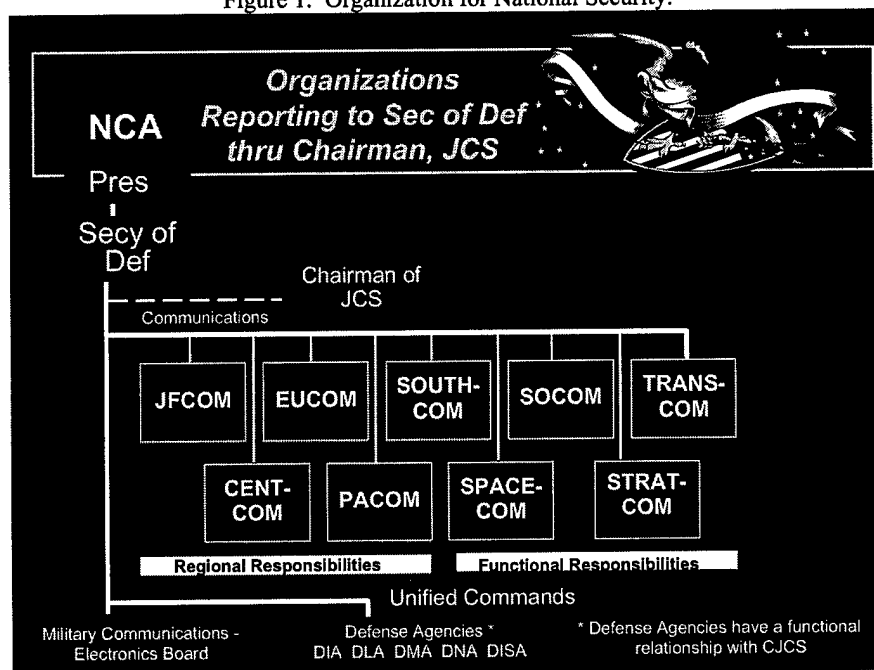 Figure 1. Organization for National Security.
Organizations
Reporting to Sec of Def
thru Chairman, JCS
NCA
Pres
Secy of
Def
Chairman of
JCS
Communications
JFCOM
EUCOM
SOUTH-
COM
SOCOM
TRANS-
COM
CENT-
COM
PACOM
SPACE-
COM
STRAT-
COM
Regional Responsibilities
Functional Responsibilities
Unified Commands
Military Communications -
Electronics Board
Defense Agencies *
DIA DLA DMA DNA DISA
* Defense Agencies have a functional
relationship with CJCS